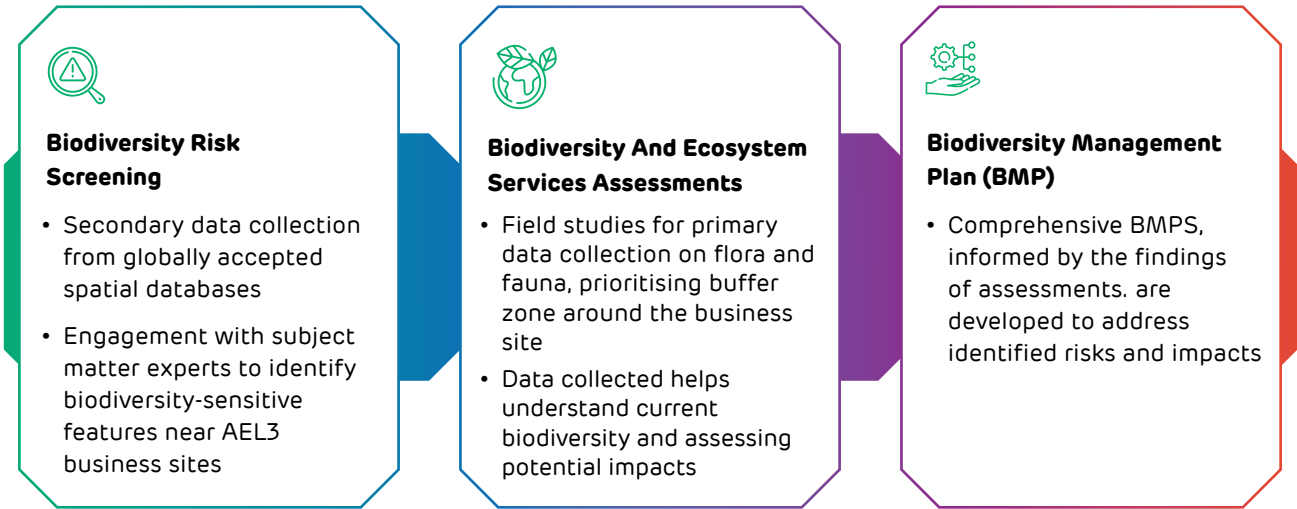 Biodiversity Risk
Screening
• Secondary data collection
from globally accepted
spatial databases
• Engagement with subject
matter experts to identify
biodiversity-sensitive
features near AEL3
business sites
Biodiversity And Ecosystem
Services Assessments
• Field studies for primary
data collection on flora and
fauna, prioritising buffer
zone around the business
site
• Data collected helps
understand current
biodiversity and assessing
potential impacts
Biodiversity Management
Plan (BMP)
• Comprehensive BMPS,
informed by the findings
of assessments. are
developed to address
identified risks and impacts